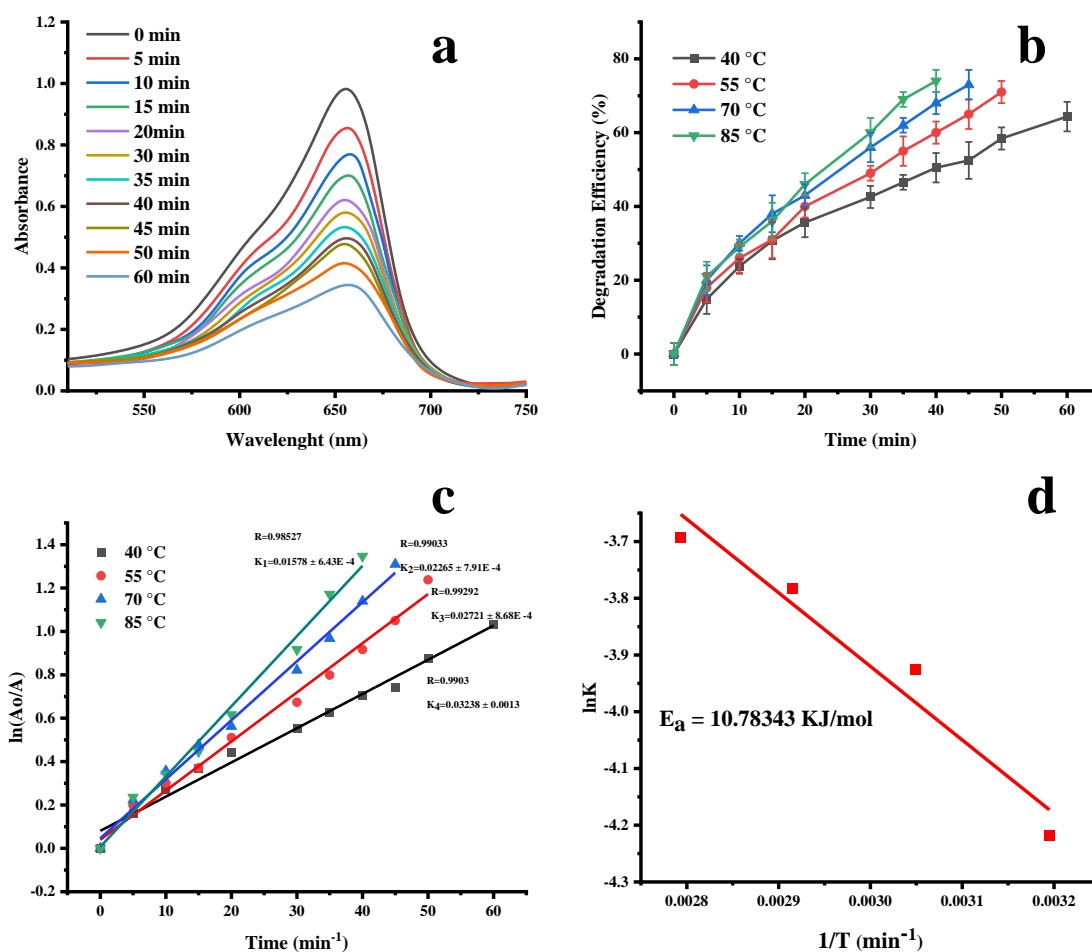 a
0 min
5 min
10 min
15 min
20min
30 min
35 min
40 min
45 min
50 min
60 min
Absorbance
1.2
1.0
0.8
0.6
0.4
0.2
0.0
550 600 650 700 750
Wavelenght (nm)
b
40 °C
55 °C
70 °C
85 °C
Degradation Efficiency (%)
80
60
40
20
0
0 10 20 30 40 50 60
Time (min)
c
40 °C
55 °C
70 °C
85 °C
R=0.98527
K1=0.01578 ± 6.43E -4
R=0.99033
K2=0.02265 ± 7.91E -4
R=0.99292
K3=0.02721 ± 8.68E -4
R=0.9903
K4=0.03238 ± 0.0013
ln(Ao/A)
1.4
1.2
1.0
0.8
0.6
0.4
0.2
0.0
-0.2
0 10 20 30 40 50 60
Time (min-1)
d
Ea = 10.78343 KJ/mol
lnK
-3.7
-3.8
-3.9
-4.0
-4.1
-4.2
-4.3
0.0028 0.0029 0.0030 0.0031 0.0032
1/T (min-1)